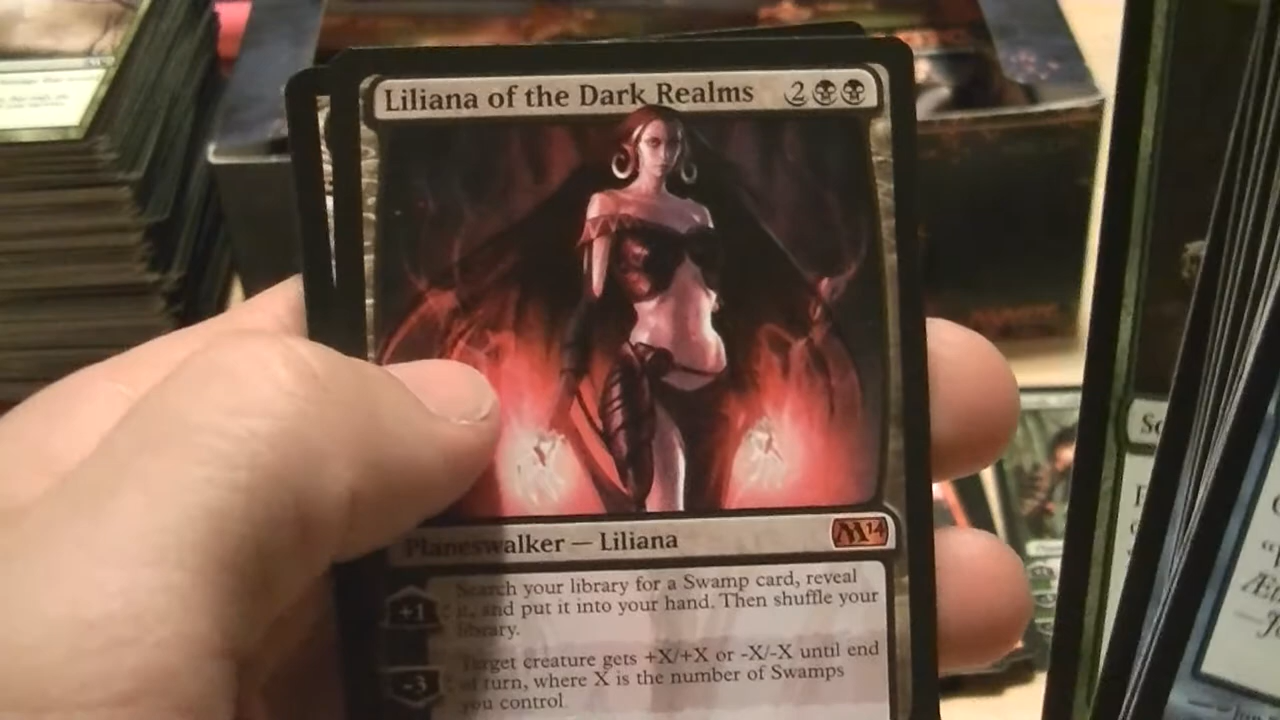 Liliana of the Dark Realms 2
Planeswalker — Liliana M14
+1 Search your library for a Swamp card, reveal
it, and put it into your hand. Then shuffle your
library.
-3 Target creature gets +X/+X or -X/-X until end
of turn, where X is the number of Swamps
you control.